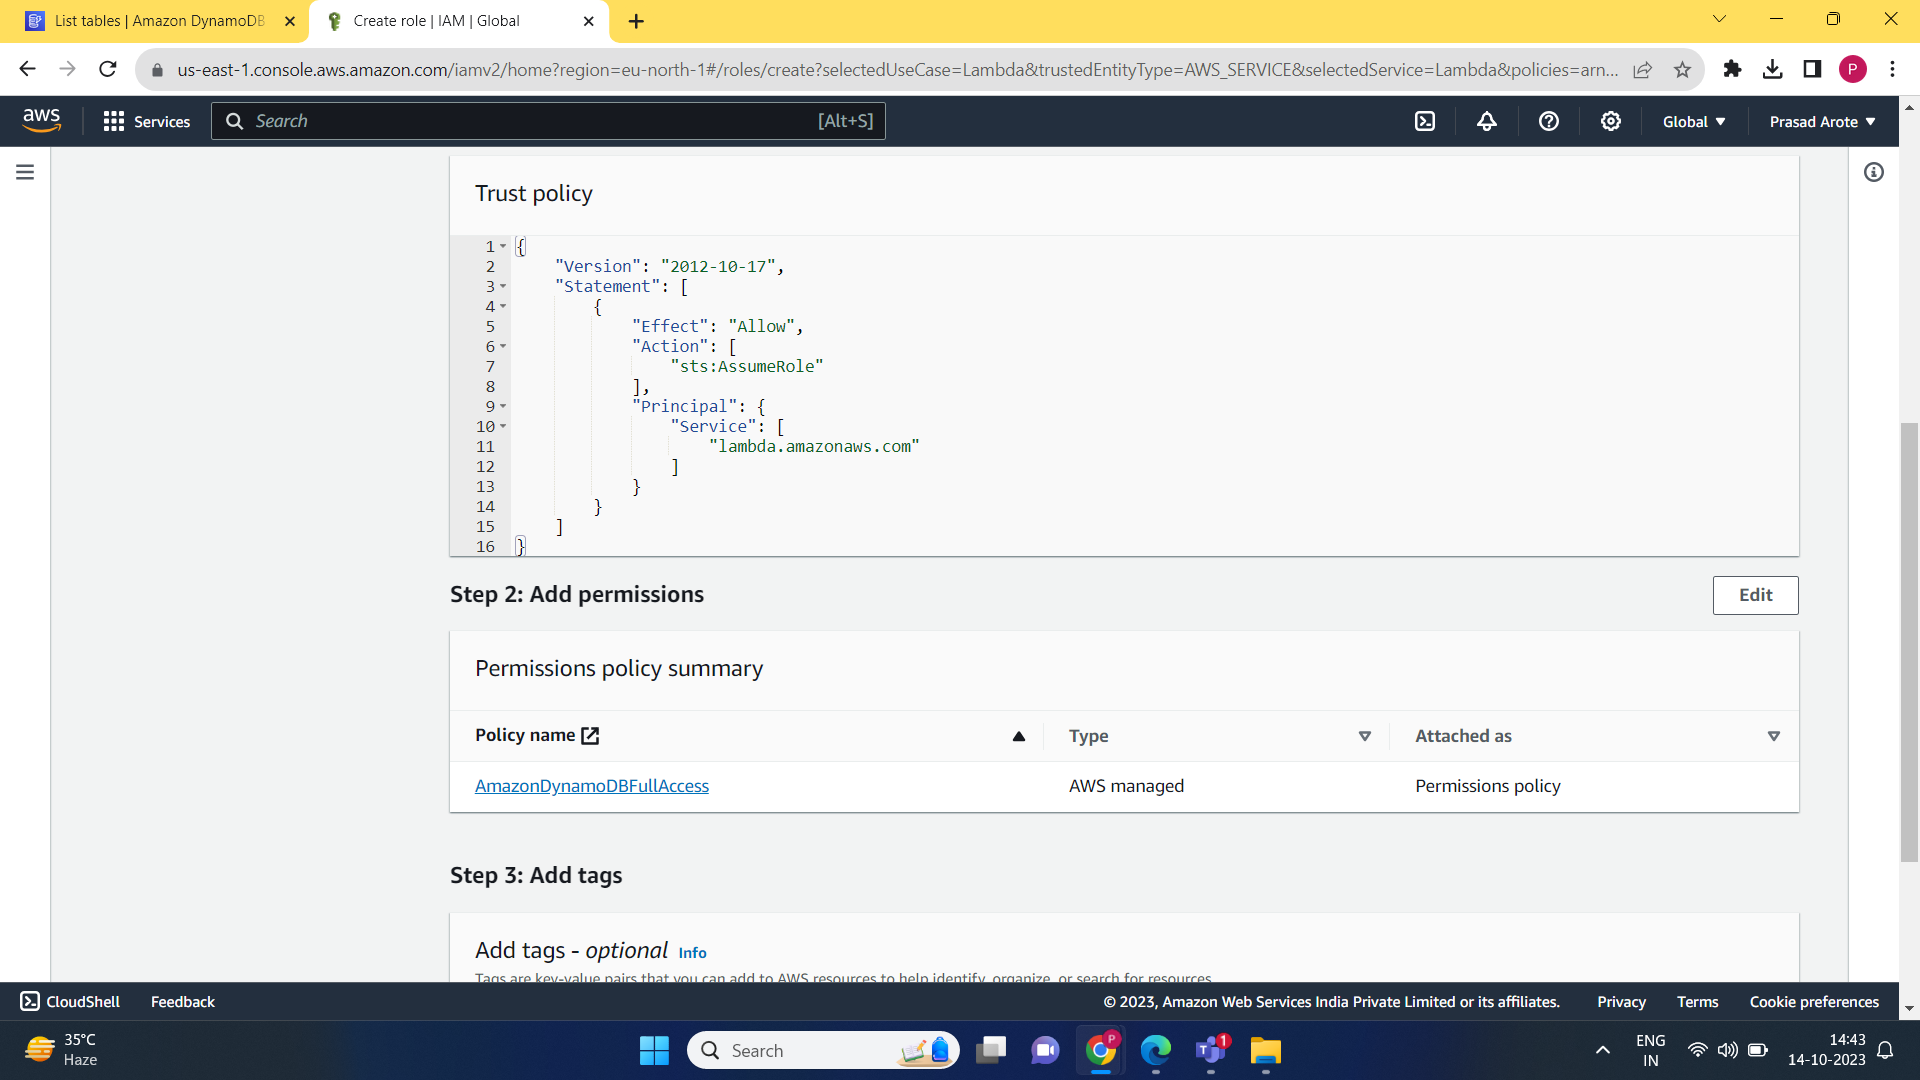 List tables | Amazon DynamoDB
Create role | IAM | Global
us-east-1.console.aws.amazon.com/iamv2/home?region=eu-north-1#/roles/create?selectedUseCase=Lambda&trustedEntityType=AWS_SERVICE&selectedService=Lambda&policies=arn...
P
aws
Services
Search
[Alt+S]
Global
Prasad Arote
Trust policy
1 {
2 "Version": "2012-10-17",
3 "Statement": [
4 {
5 "Effect": "Allow",
6 "Action": [
7 "sts:AssumeRole"
8 ],
9 "Principal": {
10 "Service": [
11 "lambda.amazonaws.com"
12 ]
13 }
14 }
15 ]
16 }
Step 2: Add permissions
Edit
Permissions policy summary
Policy name
Type
Attached as
AmazonDynamoDBFullAccess
AWS managed
Permissions policy
Step 3: Add tags
Add tags - optional Info
Tags are key-value pairs that you can add to AWS resources to help identify, organize, or search for resources.
CloudShell
Feedback
© 2023, Amazon Web Services India Private Limited or its affiliates.
Privacy
Terms
Cookie preferences
35°C
Haze
Search
P
1
ENG
IN
14:43
14-10-2023